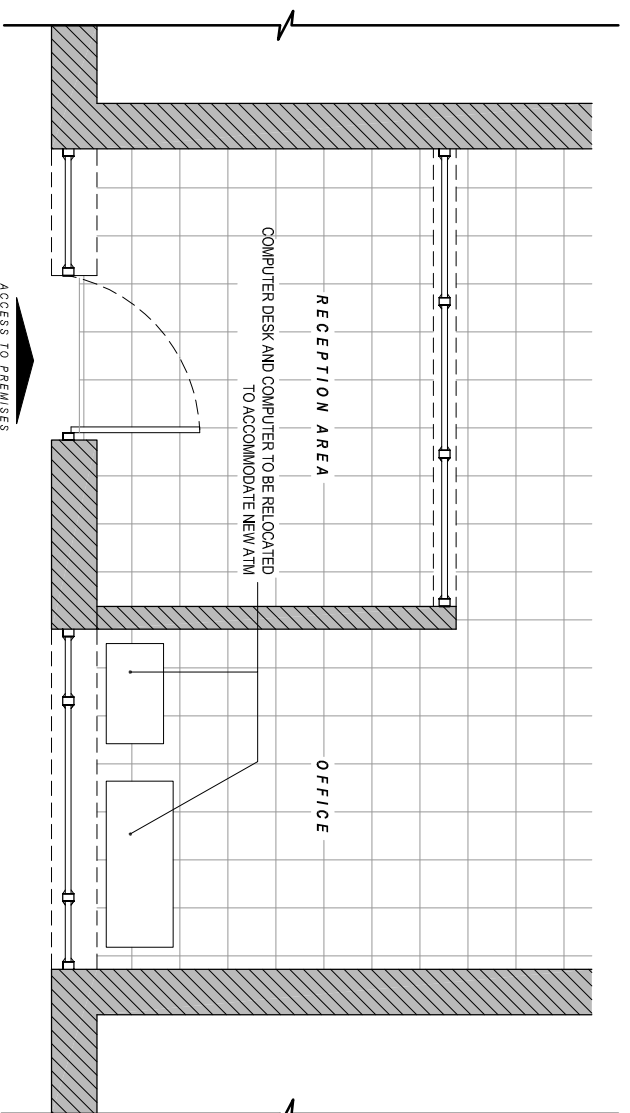 OFFICE
RECEPTION AREA
COMPUTER DESK AND COMPUTER TO BE RELOCATED
TO ACCOMMODATE NEW ATM
ACCESS TO PREMISES